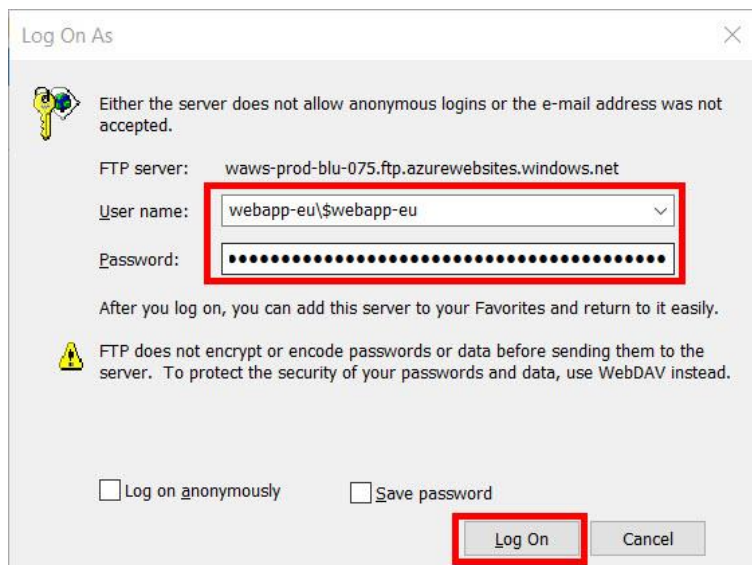 Log On As
Either the server does not allow anonymous logins or the e-mail address was not
accepted.
FTP server: waws-prod-blu-075.ftp.azurewebsites.windows.net
User name: webapp-eu\$webapp-eu
Password: ●●●●●●●●●●●●●●●●●●●●●●●●●●●●●●●●●●●●●●●●●●
After you log on, you can add this server to your Favorites and return to it easily.
FTP does not encrypt or encode passwords or data before sending them to the
server. To protect the security of your passwords and data, use WebDAV instead.
Log on anonymously Save password
Log On Cancel